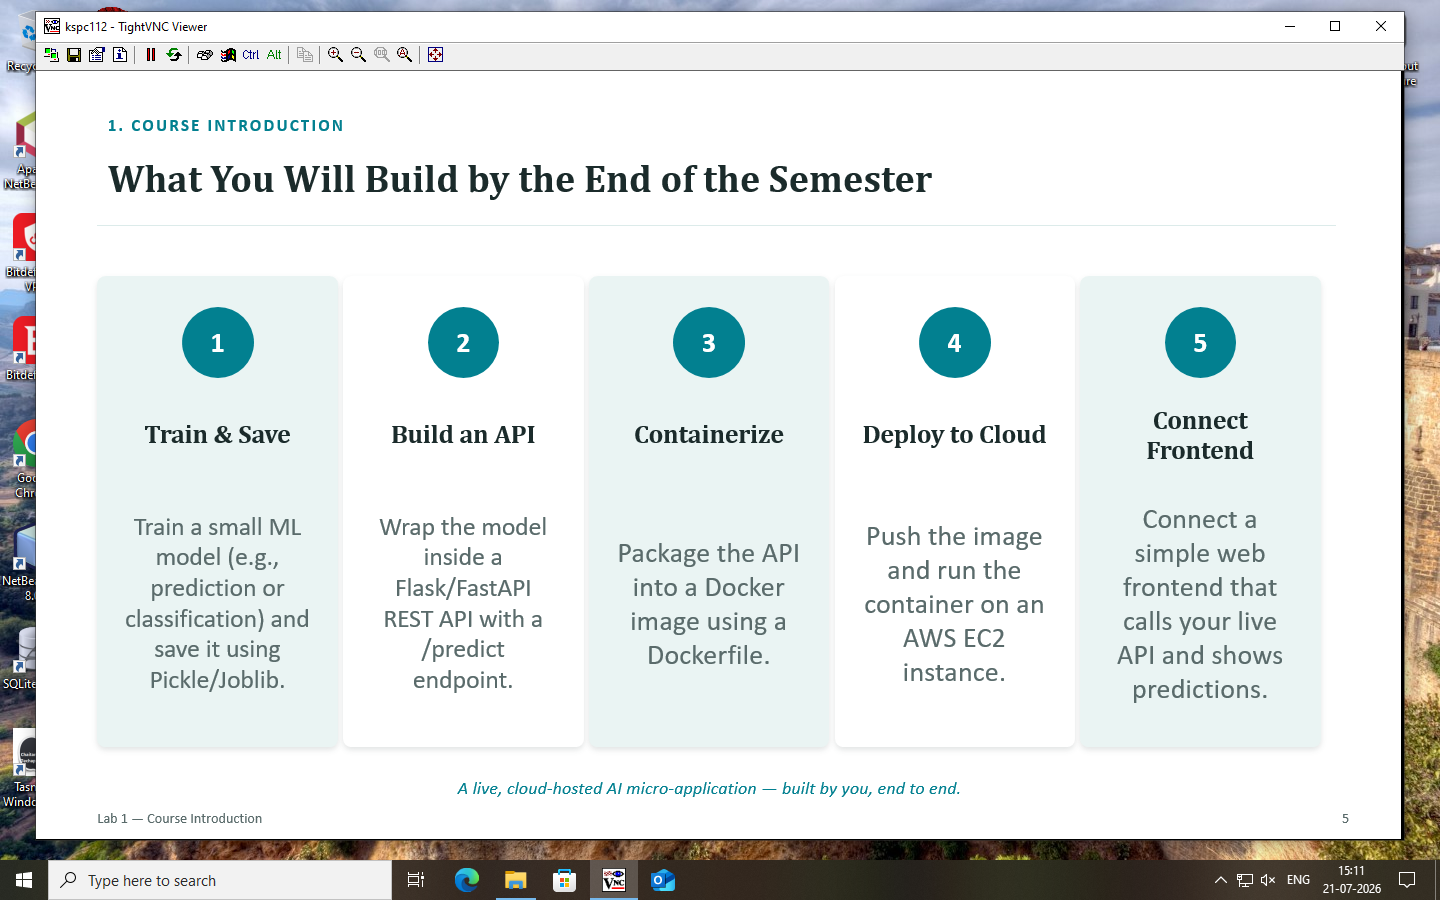 kspc112 - TightVNC Viewer
Ctrl Alt
1. COURSE INTRODUCTION
What You Will Build by the End of the Semester
1
Train & Save
Train a small ML
model (e.g.,
prediction or
classification) and
save it using
Pickle/Joblib.
2
Build an API
Wrap the model
inside a
Flask/FastAPI
REST API with a
/predict
endpoint.
3
Containerize
Package the API
into a Docker
image using a
Dockerfile.
4
Deploy to Cloud
Push the image
and run the
container on an
AWS EC2
instance.
5
Connect
Frontend
Connect a
simple web
frontend that
calls your live
API and shows
predictions.
A live, cloud-hosted AI micro-application — built by you, end to end.
Lab 1 — Course Introduction
5
Type here to search
ENG
15:11
21-07-2026